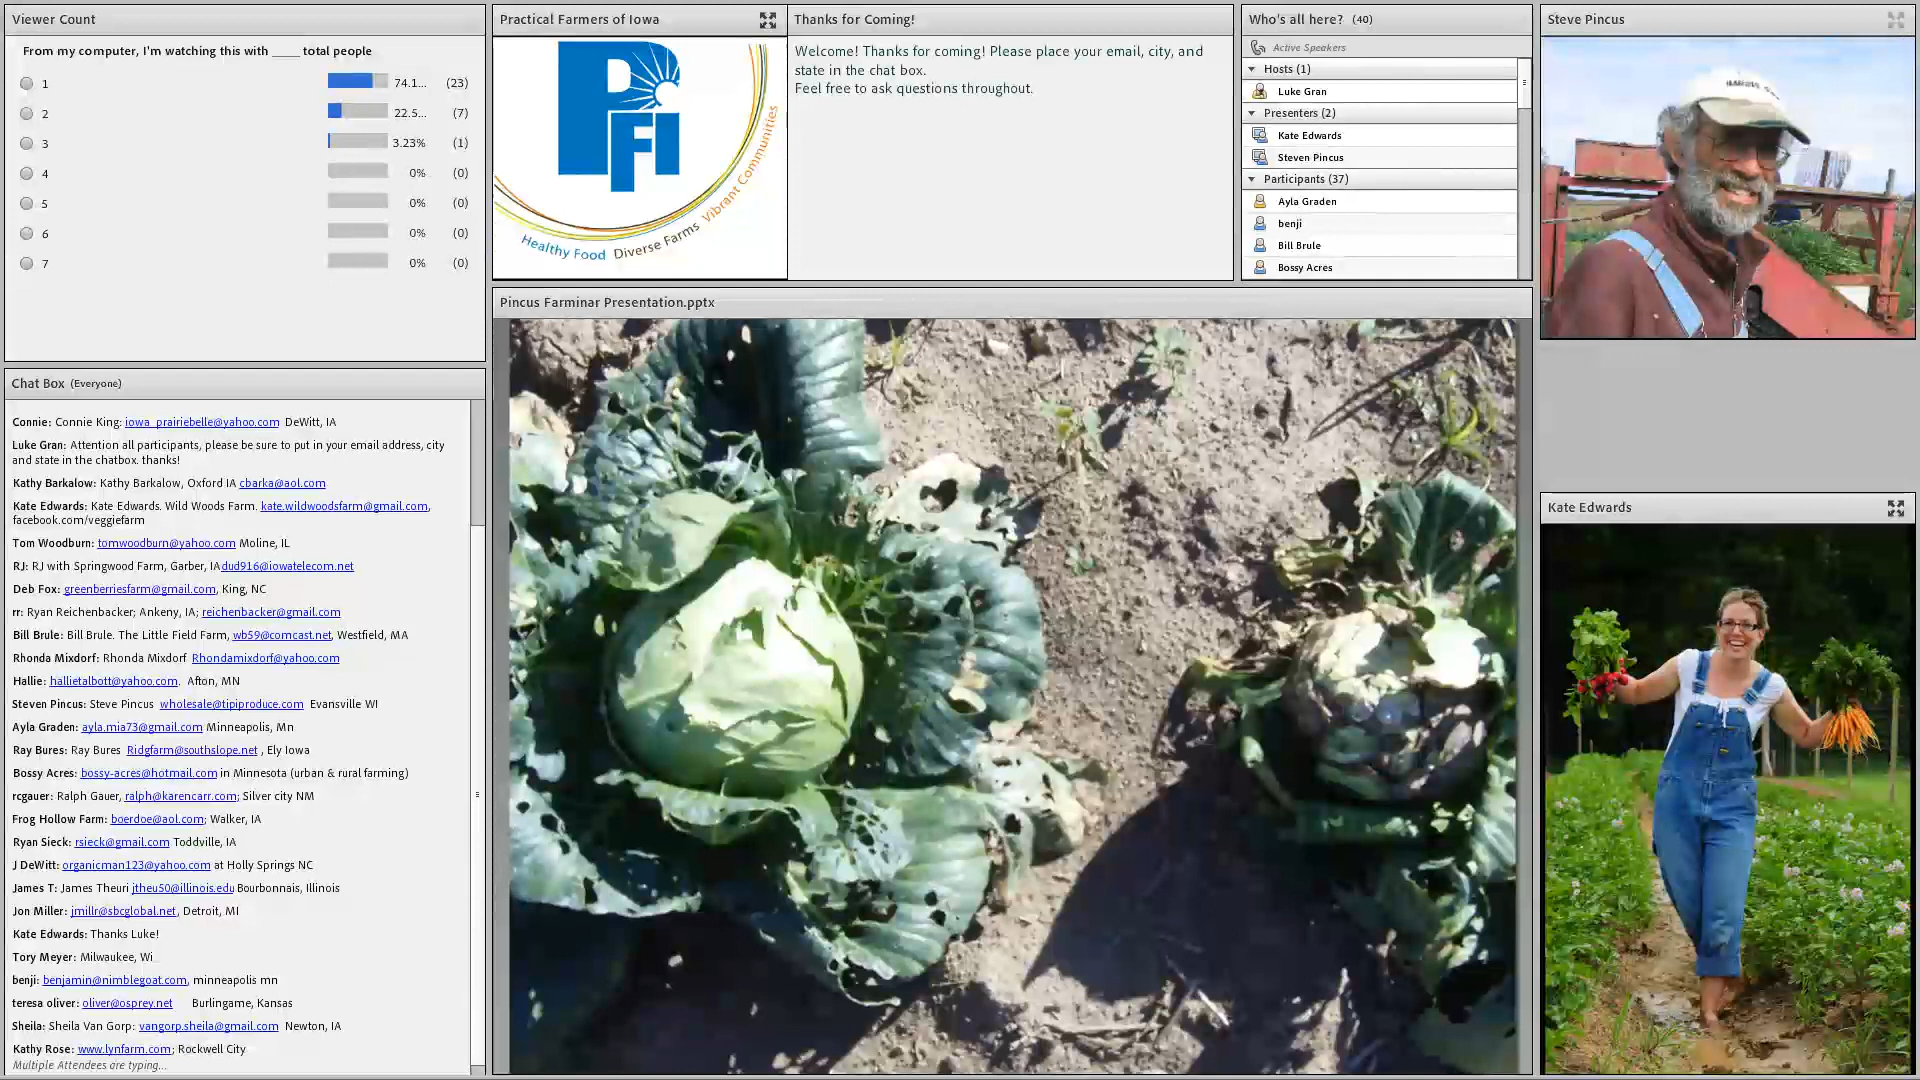 Viewer Count
From my computer, I'm watching this with ____ total people
1 74.1... (23)
2 22.5... (7)
3 3.23% (1)
4 0% (0)
5 0% (0)
6 0% (0)
7 0% (0)
Chat Box (Everyone)
Connie: Connie King: iowa_prairiebelle@yahoo.com DeWitt, IA
Luke Gran: Attention all participants, please be sure to put in your email address, city
and state in the chatbox. thanks!
Kathy Barkalow: Kathy Barkalow, Oxford IA cbarka@aol.com
Kate Edwards: Kate Edwards. Wild Woods Farm. kate.wildwoodsfarm@gmail.com,
facebook.com/veggiefarm
Tom Woodburn: tomwoodburn@yahoo.com Moline, IL
RJ: RJ with Springwood Farm, Garber, IA dud916@iowatelecom.net
Deb Fox: greenberriesfarm@gmail.com, King, NC
rr: Ryan Reichenbacker; Ankeny, IA; reichenbacker@gmail.com
Bill Brule: Bill Brule. The Little Field Farm, wb59@comcast.net, Westfield, MA
Rhonda Mixdorf: Rhonda Mixdorf Rhondamixdorf@yahoo.com
Hallie: hallietalbott@yahoo.com. Afton, MN
Steven Pincus: Steve Pincus wholesale@tipiproduce.com Evansville WI
Ayla Graden: ayla.mia73@gmail.com Minneapolis, Mn
Ray Bures: Ray Bures Ridgfarm@southslope.net , Ely Iowa
Bossy Acres: bossy-acres@hotmail.com in Minnesota (urban & rural farming)
rcgauer: Ralph Gauer, ralph@karencarr.com; Silver city NM
Frog Hollow Farm: boerdoe@aol.com; Walker, IA
Ryan Sieck: rsieck@gmail.com Toddville, IA
J DeWitt: organicman123@yahoo.com at Holly Springs NC
James T: James Theuri jtheu50@illinois.edu Bourbonnais, Illinois
Jon Miller: jmillr@sbcglobal.net, Detroit, MI
Kate Edwards: Thanks Luke!
Tory Meyer: Milwaukee, Wi
benji: benjamin@nimblegoat.com, minneapolis mn
teresa oliver: oliver@osprey.net Burlingame, Kansas
Sheila: Sheila Van Gorp: vangorp.sheila@gmail.com Newton, IA
Kathy Rose: www.lynfarm.com; Rockwell City
Multiple Attendees are typing...
Practical Farmers of Iowa
PFI
Healthy Food Diverse Farms Vibrant Communities
Thanks for Coming!
Welcome! Thanks for coming! Please place your email, city, and
state in the chat box.
Feel free to ask questions throughout.
Who's all here? (40)
Active Speakers
Hosts (1)
Luke Gran
Presenters (2)
Kate Edwards
Steven Pincus
Participants (37)
Ayla Graden
benji
Bill Brule
Bossy Acres
Pincus Farminar Presentation.pptx
Steve Pincus
Kate Edwards